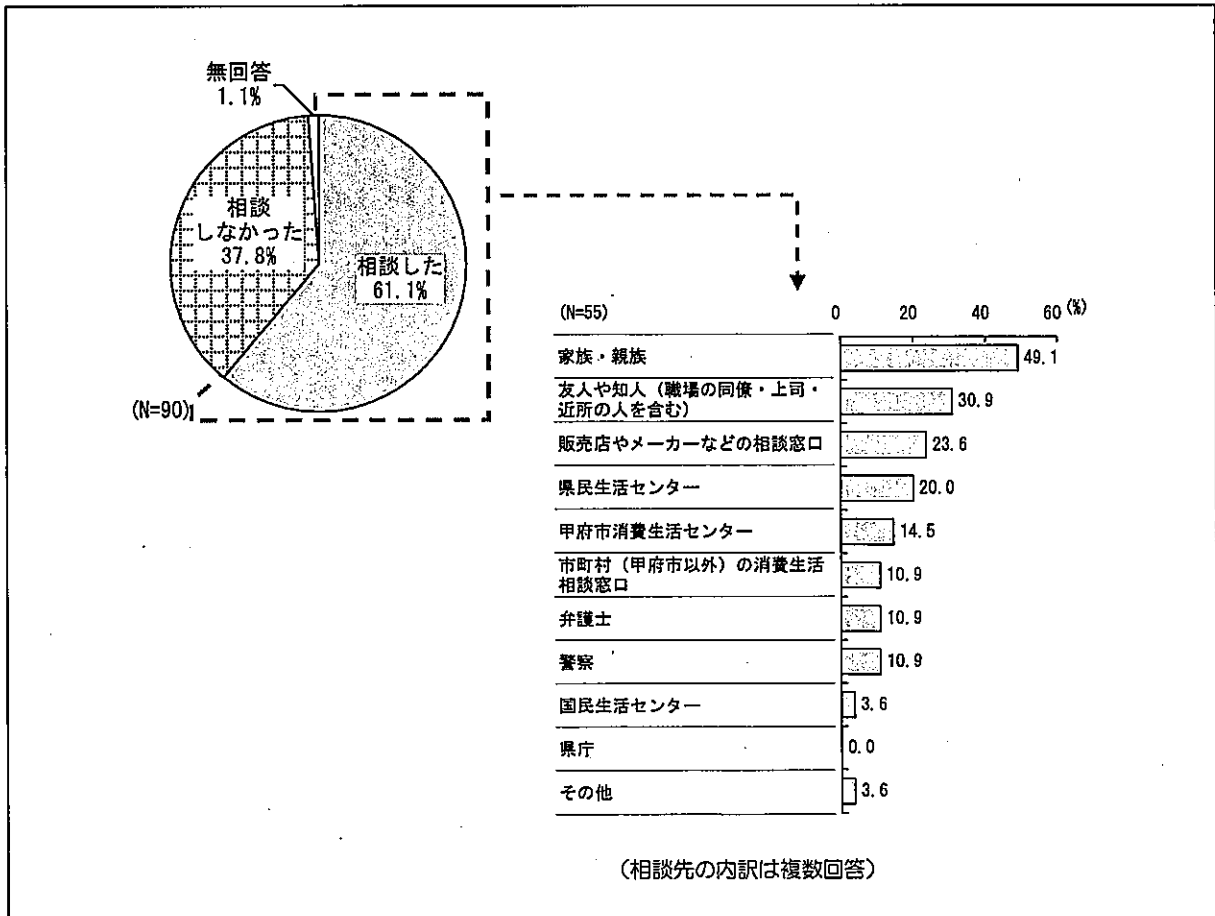 無回答
1.1%
相談
しなかった
37.8%
相談した
61.1%
(N=90)
(N=55)
0 20 40 60 (%)
家族・親族 49.1
友人や知人（職場の同僚・上司・
近所の人を含む） 30.9
販売店やメーカーなどの相談窓口 23.6
県民生活センター 20.0
甲府市消費生活センター 14.5
市町村（甲府市以外）の消費生活
相談窓口 10.9
弁護士 10.9
警察 10.9
国民生活センター 3.6
県庁 0.0
その他 3.6
（相談先の内訳は複数回答）